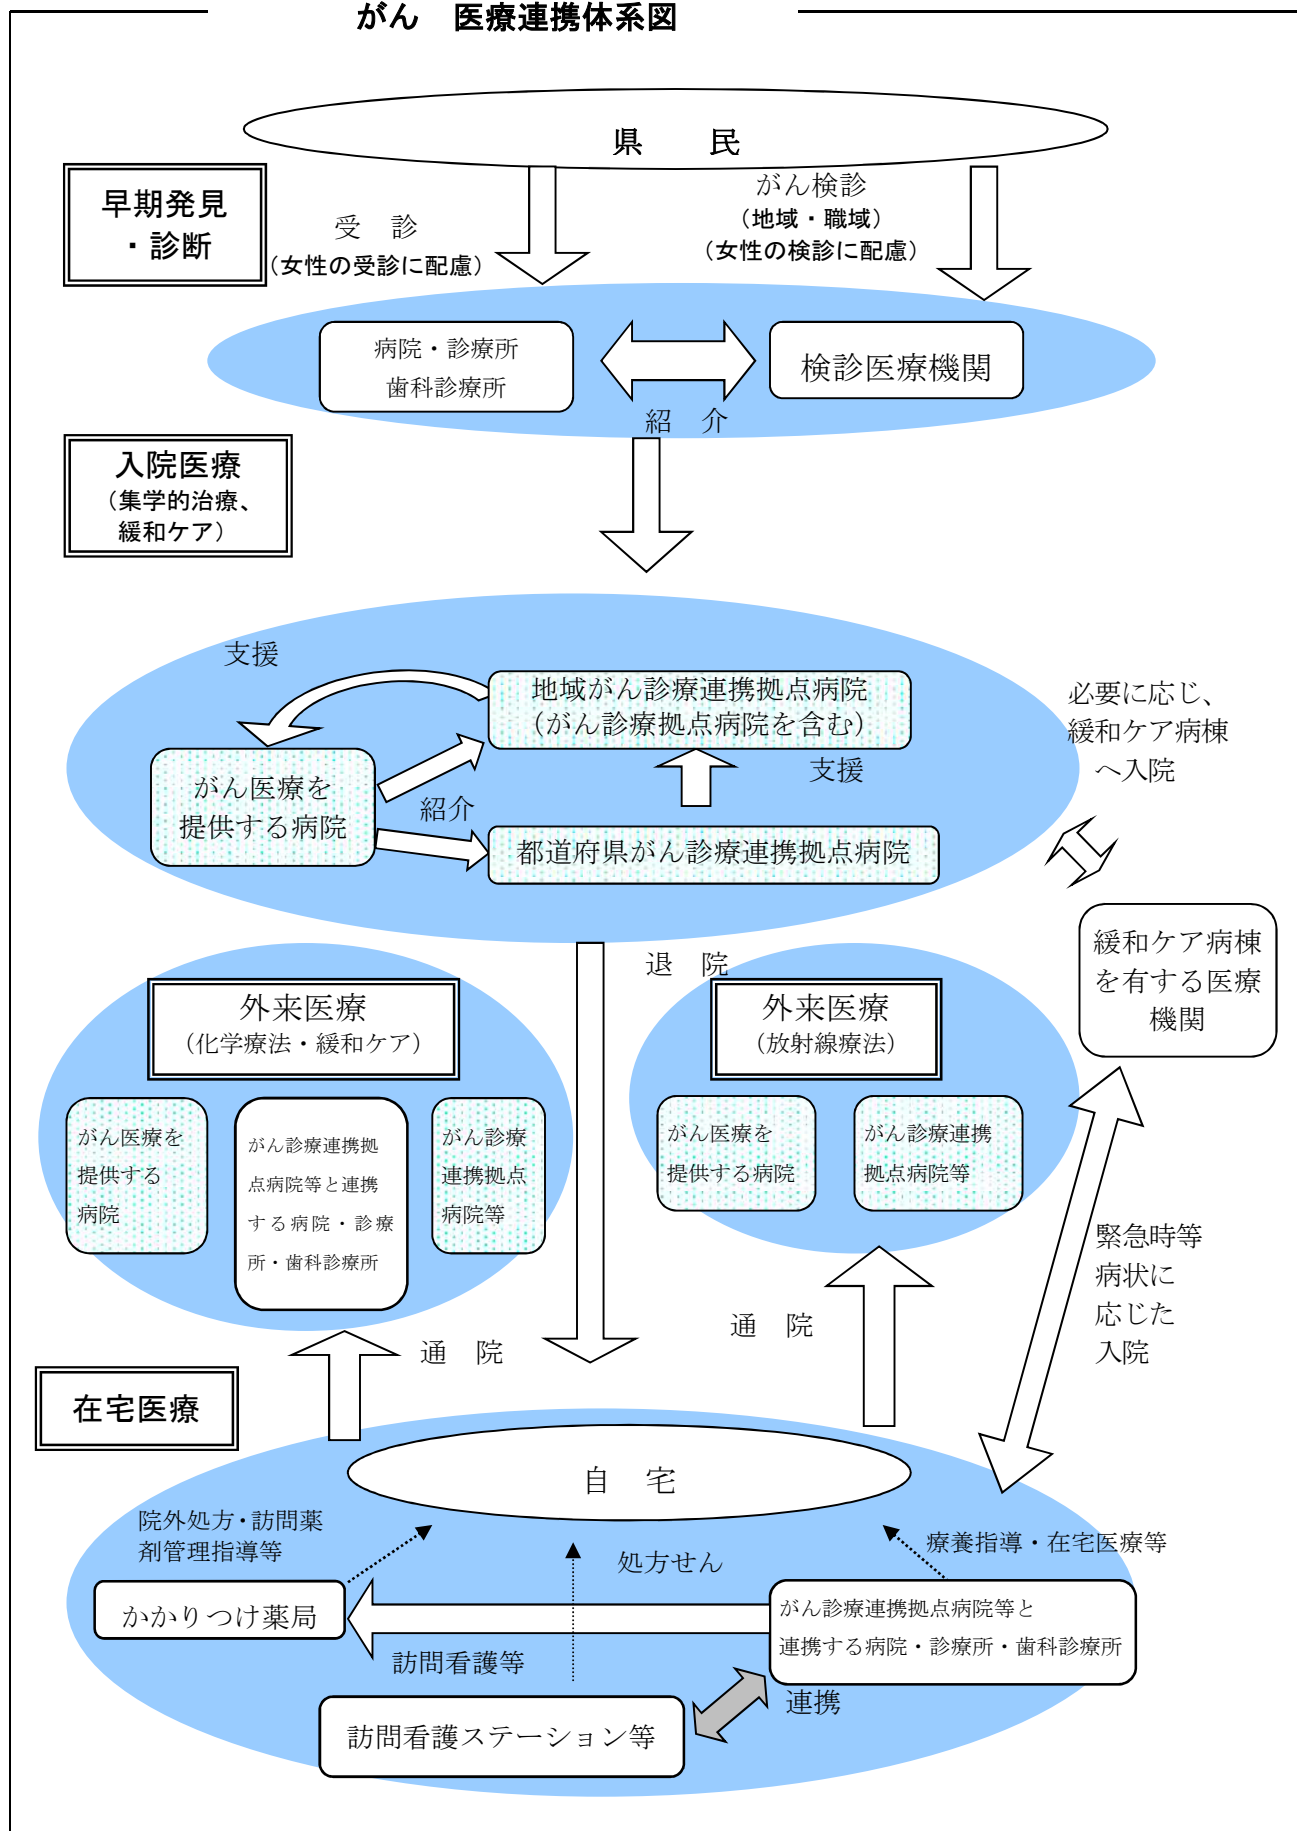 がん　医療連携体系図
県　　民
早期発見
・診断
受　診
（女性の受診に配慮）
がん検診
（地域・職域）
（女性の検診に配慮）
病院・診療所
歯科診療所
検診医療機関
紹　介
入院医療
（集学的治療、
緩和ケア）
支援
地域がん診療連携拠点病院
（がん診療拠点病院を含む）
がん医療を
提供する病院
紹介
支援
都道府県がん診療連携拠点病院
必要に応じ、
緩和ケア病棟
へ入院
緩和ケア病棟
を有する医療
機関
退　院
外来医療
（化学療法・緩和ケア）
がん医療を
提供する
病院
がん診療連携拠
点病院等と連携
する病院・診療
所・歯科診療所
がん診療
連携拠点
病院等
外来医療
（放射線療法）
がん医療を
提供する病院
がん診療連携
拠点病院等
緊急時等
病状に
応じた
入院
通　院
通　院
在宅医療
自　宅
院外処方・訪問薬
剤管理指導等
処方せん
療養指導・在宅医療等
かかりつけ薬局
がん診療連携拠点病院等と
連携する病院・診療所・歯科診療所
訪問看護等
連携
訪問看護ステーション等